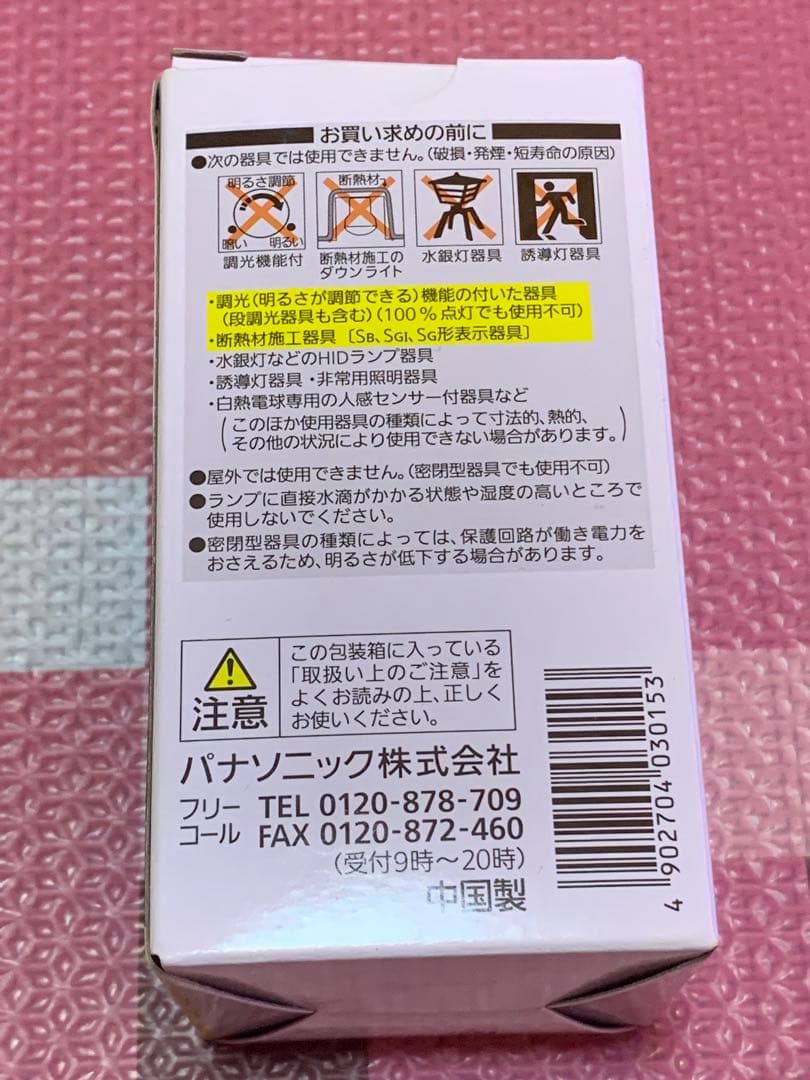 お買い求めの前に
●次の器具では使用できません。(破損・発煙・短寿命の原因)
明るさ調節
暗い 明るい
調光機能付
断熱材
断熱材施工の
ダウンライト
水銀灯器具
誘導灯器具
・調光(明るさが調節できる)機能の付いた器具
(段調光器具も含む)(100%点灯でも使用不可)
・断熱材施工器具〔SB、SGI、SG形表示器具〕
・水銀灯などのHIDランプ器具
・誘導灯器具・非常用照明器具
・白熱電球専用の人感センサー付器具など
(このほか使用器具の種類によって寸法的、熱的、
その他の状況により使用できない場合があります。)
●屋外では使用できません。(密閉型器具でも使用不可)
●ランプに直接水滴がかかる状態や湿度の高いところで
使用しないでください。
●密閉型器具の種類によっては、保護回路が働き電力を
おさえるため、明るさが低下する場合があります。
注意
この包装箱に入っている
「取扱い上のご注意」を
よくお読みの上、正しく
お使いください。
パナソニック株式会社
フリー
コール
TEL 0120-878-709
FAX 0120-872-460
(受付9時〜20時)
中国製
4 902704 030153